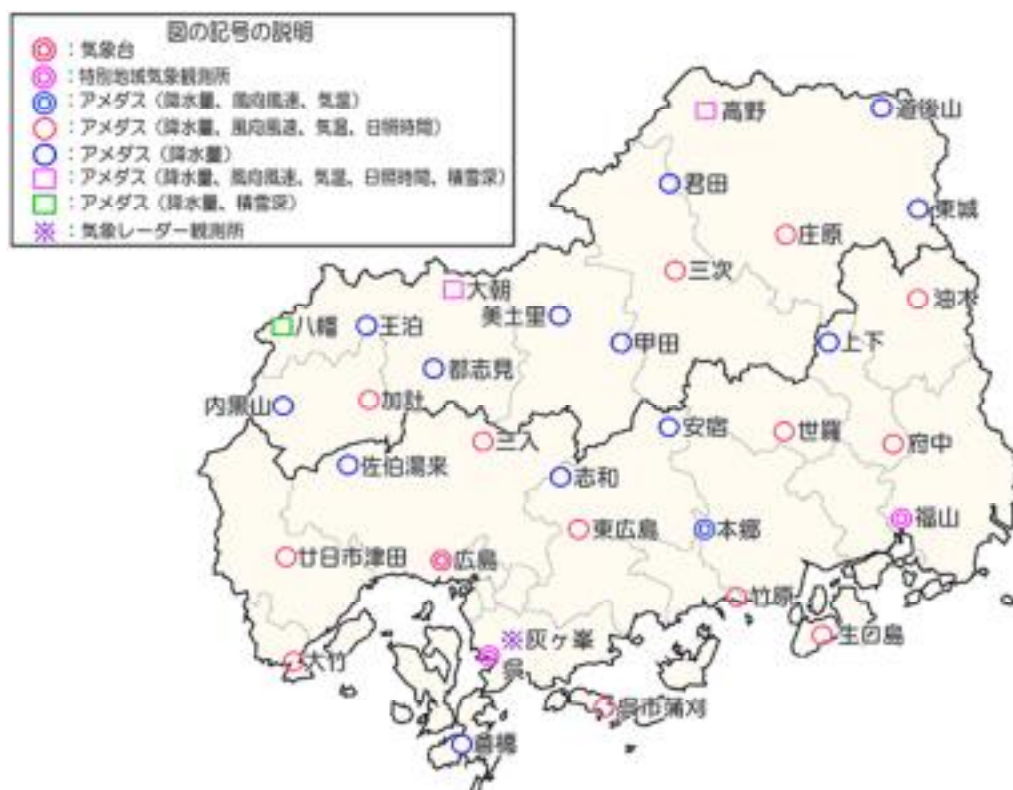 図の記号の説明
◎：気象台
◎：特別地域気象観測所
◎：アメダス（降水量、風向風速、気温）
○：アメダス（降水量、風向風速、気温、日照時間）
○：アメダス（降水量）
□：アメダス（降水量、風向風速、気温、日照時間、積雪深）
□：アメダス（降水量、積雪深）
※：気象レーダー観測所
高野
道後山
君田
東城
庄原
三次
大朝
油木
美土里
八幡
王泊
甲田
上下
都志見
加計
内黒山
安宿
世羅
三入
府中
佐伯湯来
志和
福山
東広島
本郷
廿日市津田
広島
竹原
生口島
※灰ヶ峯
大竹
呉
呉市蒲刈
倉橋